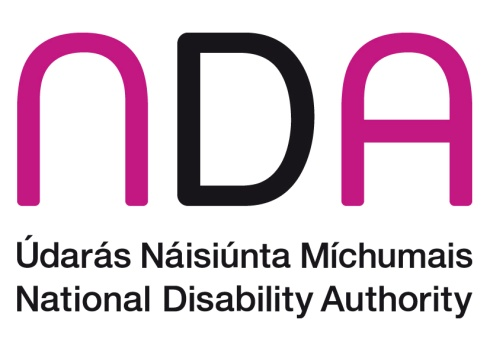 NDA
Údarás Náisiúnta Míchumais
National Disability Authority